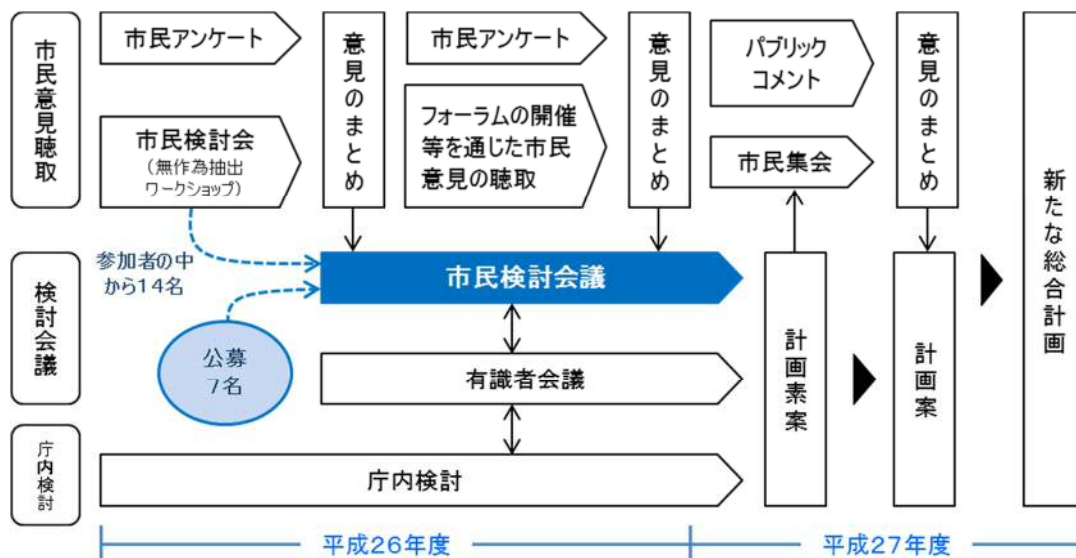 市民意見聴取
市民アンケート
市民検討会
（無作為抽出
ワークショップ）
意見のまとめ
市民アンケート
フォーラムの開催
等を通じた市民
意見の聴取
意見のまとめ
パブリック
コメント
市民集会
意見のまとめ
新たな総合計画
検討会議
参加者の中
から14名
公募
7名
市民検討会議
有識者会議
計画素案
計画案
庁内検討
庁内検討
平成26年度
平成27年度